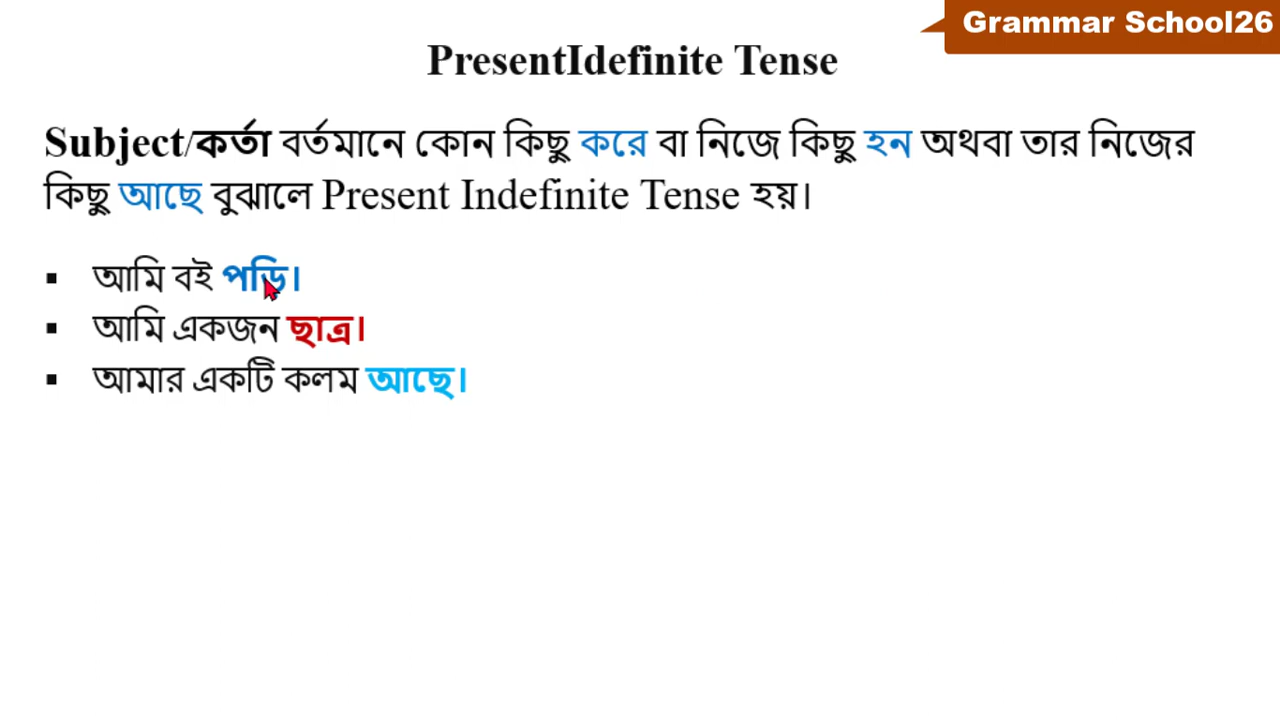 Grammar School26
PresentIdefinite Tense
Subject/কর্তা বর্তমানে কোন কিছু করে বা নিজে কিছু হন অথবা তার নিজের
কিছু আছে বুঝালে Present Indefinite Tense হয়।
▪ আমি বই পড়ি।
▪ আমি একজন ছাত্র।
▪ আমার একটি কলম আছে।